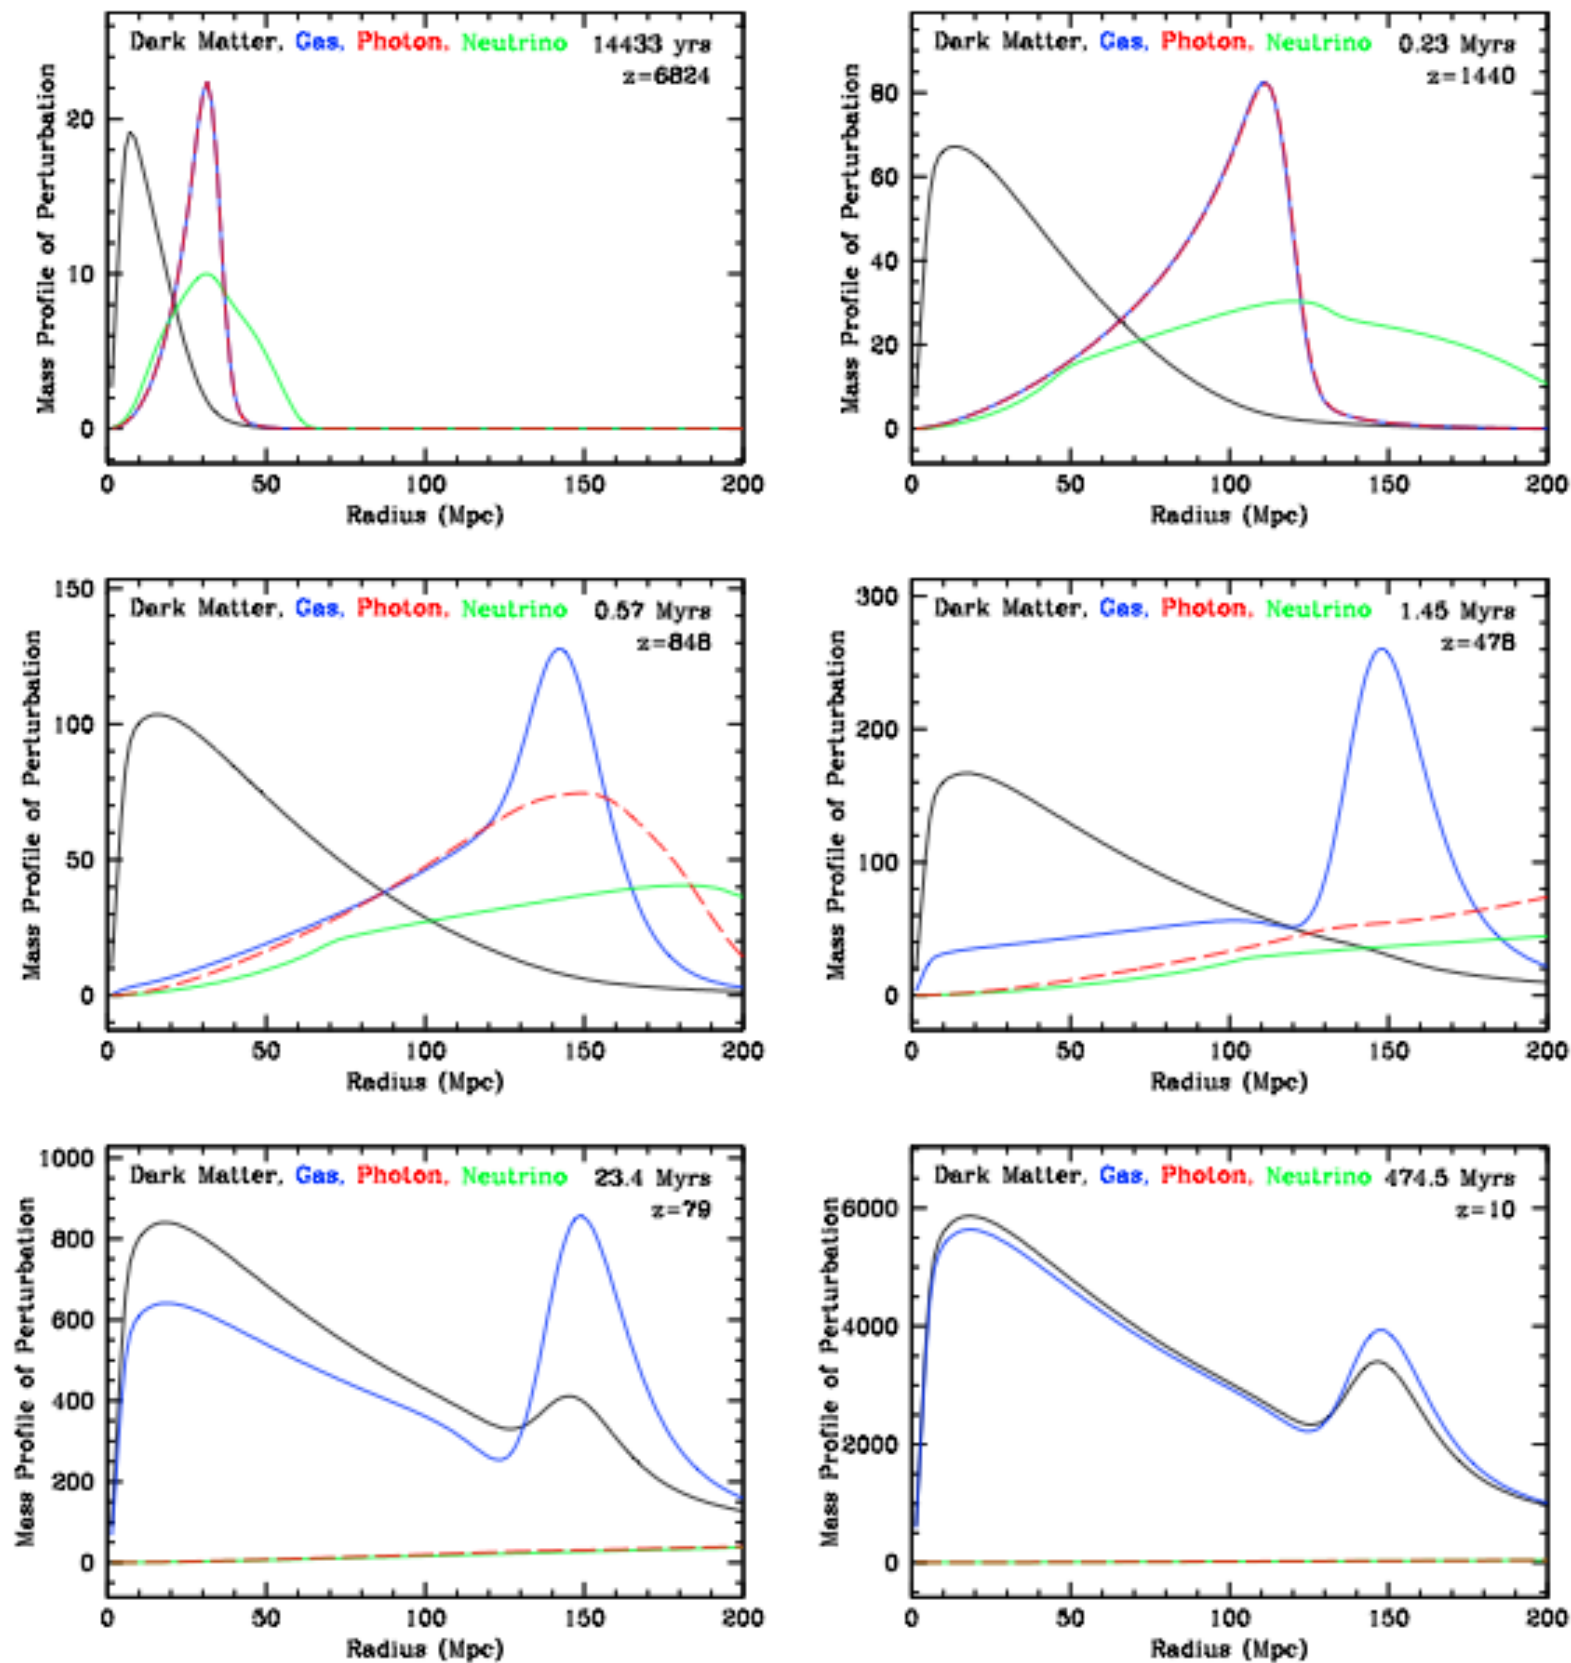 Dark Matter, Gas, Photon, Neutrino 14433 yrs
z=6824
Mass Profile of Perturbation
20
10
0
0 50 100 150 200
Radius (Mpc)
Dark Matter, Gas, Photon, Neutrino 0.23 Myrs
z=1440
Mass Profile of Perturbation
80
60
40
20
0
0 50 100 150 200
Radius (Mpc)
Dark Matter, Gas, Photon, Neutrino 0.57 Myrs
z=848
Mass Profile of Perturbation
150
100
50
0
0 50 100 150 200
Radius (Mpc)
Dark Matter, Gas, Photon, Neutrino 1.45 Myrs
z=478
Mass Profile of Perturbation
300
200
100
0
0 50 100 150 200
Radius (Mpc)
Dark Matter, Gas, Photon, Neutrino 23.4 Myrs
z=79
Mass Profile of Perturbation
1000
800
600
400
200
0
0 50 100 150 200
Radius (Mpc)
Dark Matter, Gas, Photon, Neutrino 474.5 Myrs
z=10
Mass Profile of Perturbation
6000
4000
2000
0
0 50 100 150 200
Radius (Mpc)